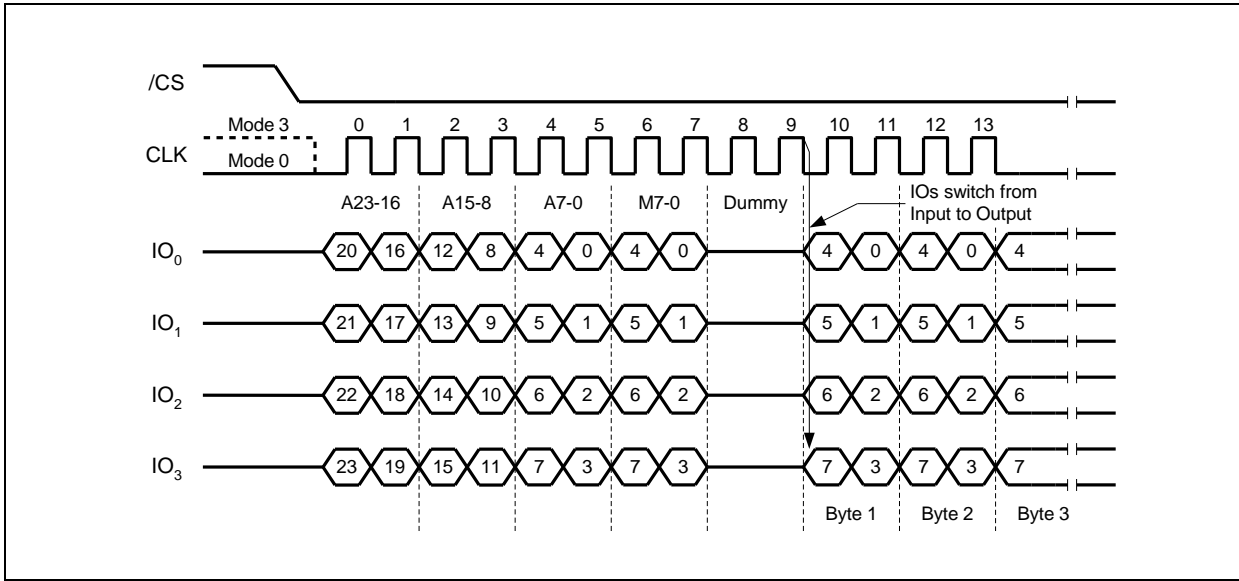 /CS
Mode 3 0 1 2 3 4 5 6 7 8 9 10 11 12 13
CLK
Mode 0
A23-16 A15-8 A7-0 M7-0 Dummy
IOs switch from
Input to Output
IO0 20 16 12 8 4 0 4 0 4 0 4 0 4
IO1 21 17 13 9 5 1 5 1 5 1 5 1 5
IO2 22 18 14 10 6 2 6 2 6 2 6 2 6
IO3 23 19 15 11 7 3 7 3 7 3 7 3 7
Byte 1 Byte 2 Byte 3